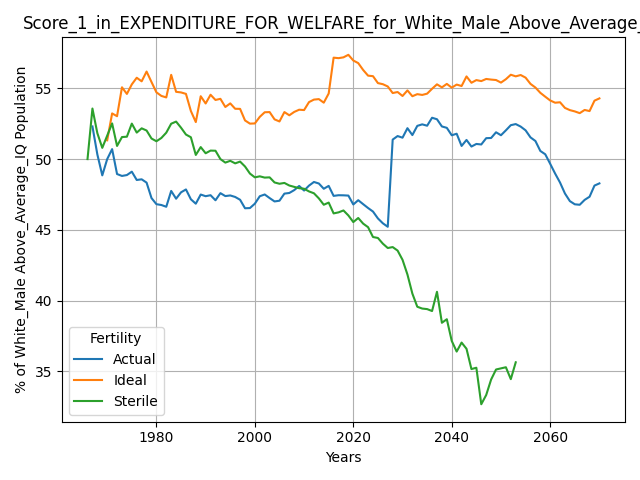 Score_1_in_EXPENDITURE_FOR_WELFARE_for_White_Male_Above_Average_
% of White_Male Above_Average_IQ Population
55
50
45
40
35
Fertility
Actual
Ideal
Sterile
1980 2000 2020 2040 2060
Years